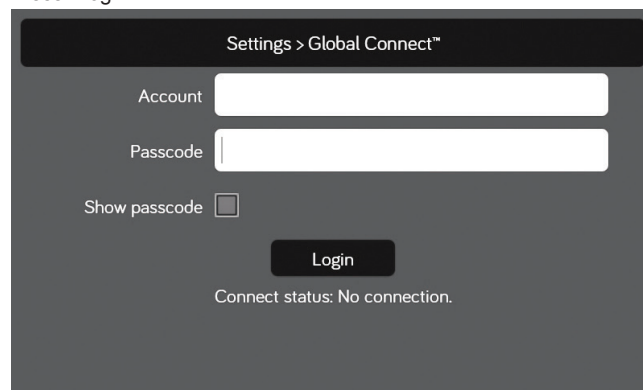 Settings > Global Connect™
Account
Passcode
Show passcode
Login
Connect status: No connection.